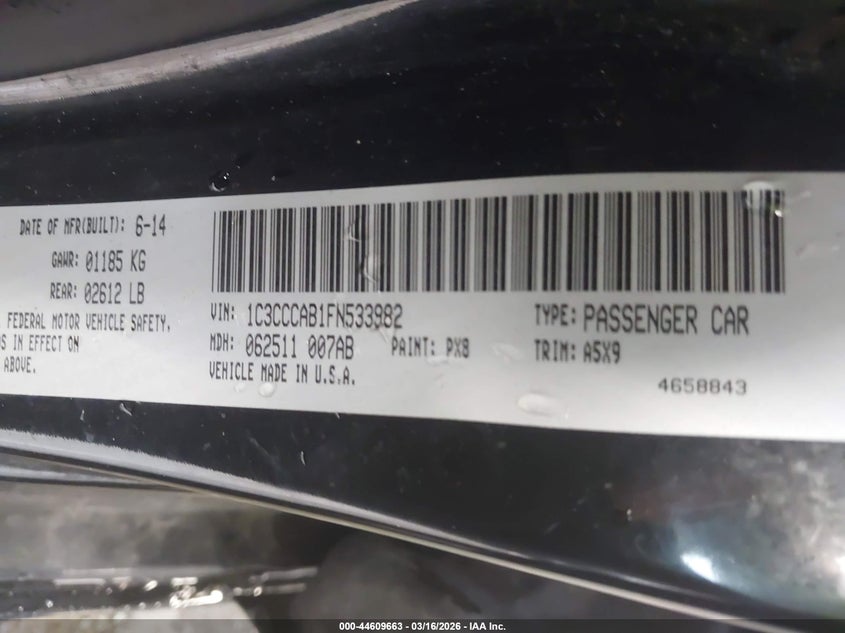 DATE OF MFR(BUILT): 6-14
GAWR: 01185 KG
REAR: 02612 LB
FEDERAL MOTOR VEHICLE SAFETY,
S IN EFFECT ON
ABOVE.
VIN: 1C3CCCAB1FN533982
TYPE: PASSENGER CAR
MDH: 062511 007AB
PAINT: PX8
TRIM: A5X9
VEHICLE MADE IN U.S.A.
4658843
000-44609663 - 03/16/2026 - IAA Inc.